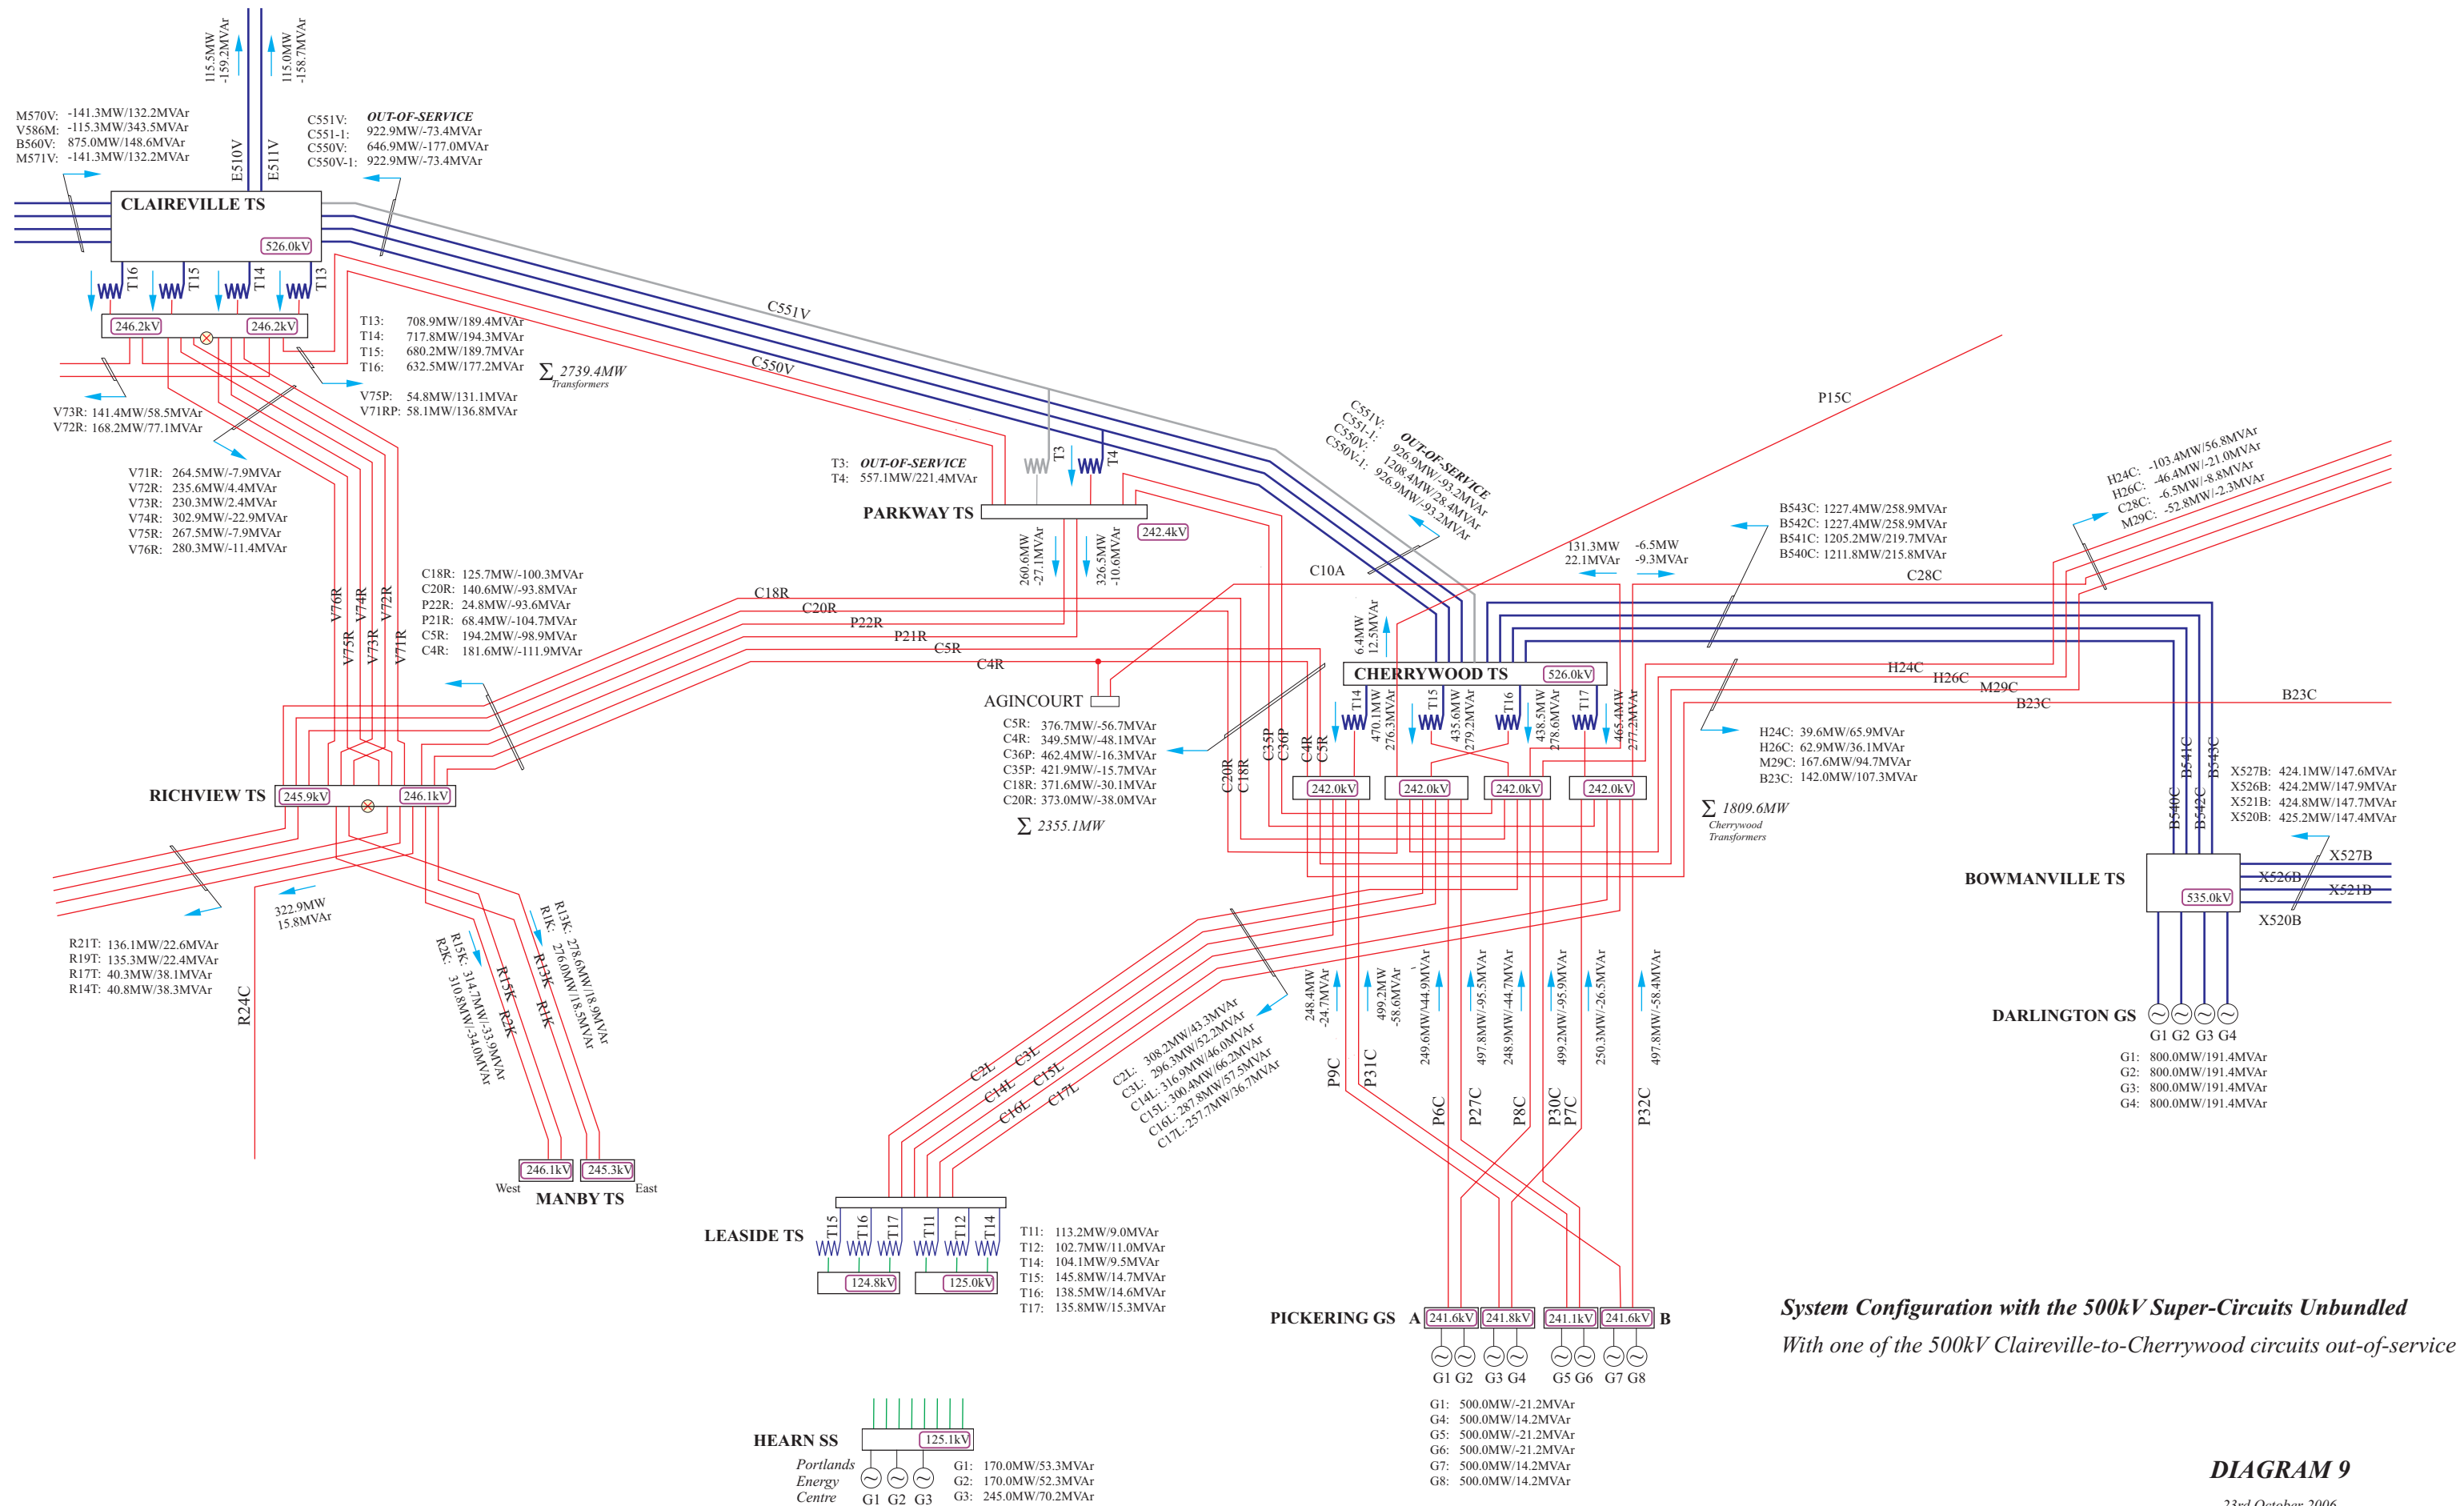 115.5MW
-159.2MVAr
115.0MW
-158.7MVAr
E510V
E511V
M570V: -141.3MW/132.2MVAr
V586M: -115.3MW/343.5MVAr
B560V: 875.0MW/148.6MVAr
M571V: -141.3MW/132.2MVAr
C551V: OUT-OF-SERVICE
C551-1: 922.9MW/-73.4MVAr
C550V: 646.9MW/-177.0MVAr
C550V-1: 922.9MW/-73.4MVAr
CLAIREVILLE TS
526.0kV
T16
T15
T14
T13
246.2kV
246.2kV
T13: 708.9MW/189.4MVAr
T14: 717.8MW/194.3MVAr
T15: 680.2MW/189.7MVAr
T16: 632.5MW/177.2MVAr
∑ 2739.4MW
Transformers
V75P: 54.8MW/131.1MVAr
V71RP: 58.1MW/136.8MVAr
V73R: 141.4MW/58.5MVAr
V72R: 168.2MW/77.1MVAr
V71R: 264.5MW/-7.9MVAr
V72R: 235.6MW/4.4MVAr
V73R: 230.3MW/2.4MVAr
V74R: 302.9MW/-22.9MVAr
V75R: 267.5MW/-7.9MVAr
V76R: 280.3MW/-11.4MVAr
C551V
C550V
T3: OUT-OF-SERVICE
T4: 557.1MW/221.4MVAr
T3
T4
PARKWAY TS
242.4kV
260.6MW
-27.1MVAr
326.5MW
-10.6MVAr
C551V: OUT-OF-SERVICE
C551-1: 926.9MW/-93.2MVAr
C550V: 1208.4MW/28.4MVAr
C550V-1: 926.9MW/-93.2MVAr
P15C
H24C: -103.4MW/56.8MVAr
H26C: -46.4MW/-21.0MVAr
C28C: -6.5MW/-8.8MVAr
M29C: -52.8MW/-2.3MVAr
B543C: 1227.4MW/258.9MVAr
B542C: 1227.4MW/258.9MVAr
B541C: 1205.2MW/219.7MVAr
B540C: 1211.8MW/215.8MVAr
131.3MW
22.1MVAr
-6.5MW
-9.3MVAr
C10A
C28C
V76R
V75R
V74R
V73R
V72R
V71R
C18R: 125.7MW/-100.3MVAr
C20R: 140.6MW/-93.8MVAr
P22R: 24.8MW/-93.6MVAr
P21R: 68.4MW/-104.7MVAr
C5R: 194.2MW/-98.9MVAr
C4R: 181.6MW/-111.9MVAr
C18R
C20R
P22R
P21R
C5R
C4R
6.4MW
12.5MVAr
CHERRYWOOD TS
526.0kV
H24C
H26C
M29C
B23C
B23C
AGINCOURT
C5R: 376.7MW/-56.7MVAr
C4R: 349.5MW/-48.1MVAr
C36P: 462.4MW/-16.3MVAr
C35P: 421.9MW/-15.7MVAr
C18R: 371.6MW/-30.1MVAr
C20R: 373.0MW/-38.0MVAr
∑ 2355.1MW
C20R
C18R
C35P
C36P
C4R
C5R
T14
470.1MW
276.3MVAr
T15
435.6MW
279.2MVAr
T16
438.5MW
278.6MVAr
T17
465.4MW
277.2MVAr
242.0kV
242.0kV
242.0kV
242.0kV
H24C: 39.6MW/65.9MVAr
H26C: 62.9MW/36.1MVAr
M29C: 167.6MW/94.7MVAr
B23C: 142.0MW/107.3MVAr
∑ 1809.6MW
Cherrywood
Transformers
B540C
B541C
B542C
B543C
X527B: 424.1MW/147.6MVAr
X526B: 424.2MW/147.9MVAr
X521B: 424.8MW/147.7MVAr
X520B: 425.2MW/147.4MVAr
X527B
X526B
X521B
X520B
BOWMANVILLE TS
535.0kV
DARLINGTON GS
G1 G2 G3 G4
G1: 800.0MW/191.4MVAr
G2: 800.0MW/191.4MVAr
G3: 800.0MW/191.4MVAr
G4: 800.0MW/191.4MVAr
RICHVIEW TS
245.9kV
246.1kV
322.9MW
15.8MVAr
R21T: 136.1MW/22.6MVAr
R19T: 135.3MW/22.4MVAr
R17T: 40.3MW/38.1MVAr
R14T: 40.8MW/38.3MVAr
R24C
R13K: 278.6MW/18.9MVAr
R1K: 276.0MW/18.5MVAr
R15K: 314.7MW/-33.9MVAr
R2K: 310.8MW/-34.0MVAr
R15K
R2K
R13K
R1K
246.1kV
245.3kV
West
East
MANBY TS
C2L
C3L
C14L
C15L
C16L
C17L
C2L: 308.2MW/43.3MVAr
C3L: 296.3MW/52.2MVAr
C14L: 316.9MW/46.0MVAr
C15L: 300.4MW/66.2MVAr
C16L: 287.8MW/57.5MVAr
C17L: 257.7MW/36.7MVAr
248.4MW
-24.7MVAr
499.2MW
-58.6MVAr
249.6MW/-44.9MVAr
497.8MW/-95.5MVAr
248.9MW/-44.7MVAr
499.2MW/-95.9MVAr
250.3MW/-26.5MVAr
497.8MW/-58.4MVAr
P9C
P31C
P6C
P27C
P8C
P30C
P7C
P32C
LEASIDE TS
T15
T16
T17
T11
T12
T14
124.8kV
125.0kV
T11: 113.2MW/9.0MVAr
T12: 102.7MW/11.0MVAr
T14: 104.1MW/9.5MVAr
T15: 145.8MW/14.7MVAr
T16: 138.5MW/14.6MVAr
T17: 135.8MW/15.3MVAr
PICKERING GS A
241.6kV
241.8kV
241.1kV
241.6kV
B
G1 G2 G3 G4 G5 G6 G7 G8
G1: 500.0MW/-21.2MVAr
G4: 500.0MW/14.2MVAr
G5: 500.0MW/-21.2MVAr
G6: 500.0MW/-21.2MVAr
G7: 500.0MW/14.2MVAr
G8: 500.0MW/14.2MVAr
System Configuration with the 500kV Super-Circuits Unbundled
With one of the 500kV Claireville-to-Cherrywood circuits out-of-service
HEARN SS
125.1kV
Portlands
Energy
Centre
G1 G2 G3
G1: 170.0MW/53.3MVAr
G2: 170.0MW/52.3MVAr
G3: 245.0MW/70.2MVAr
DIAGRAM 9
23rd October 2006